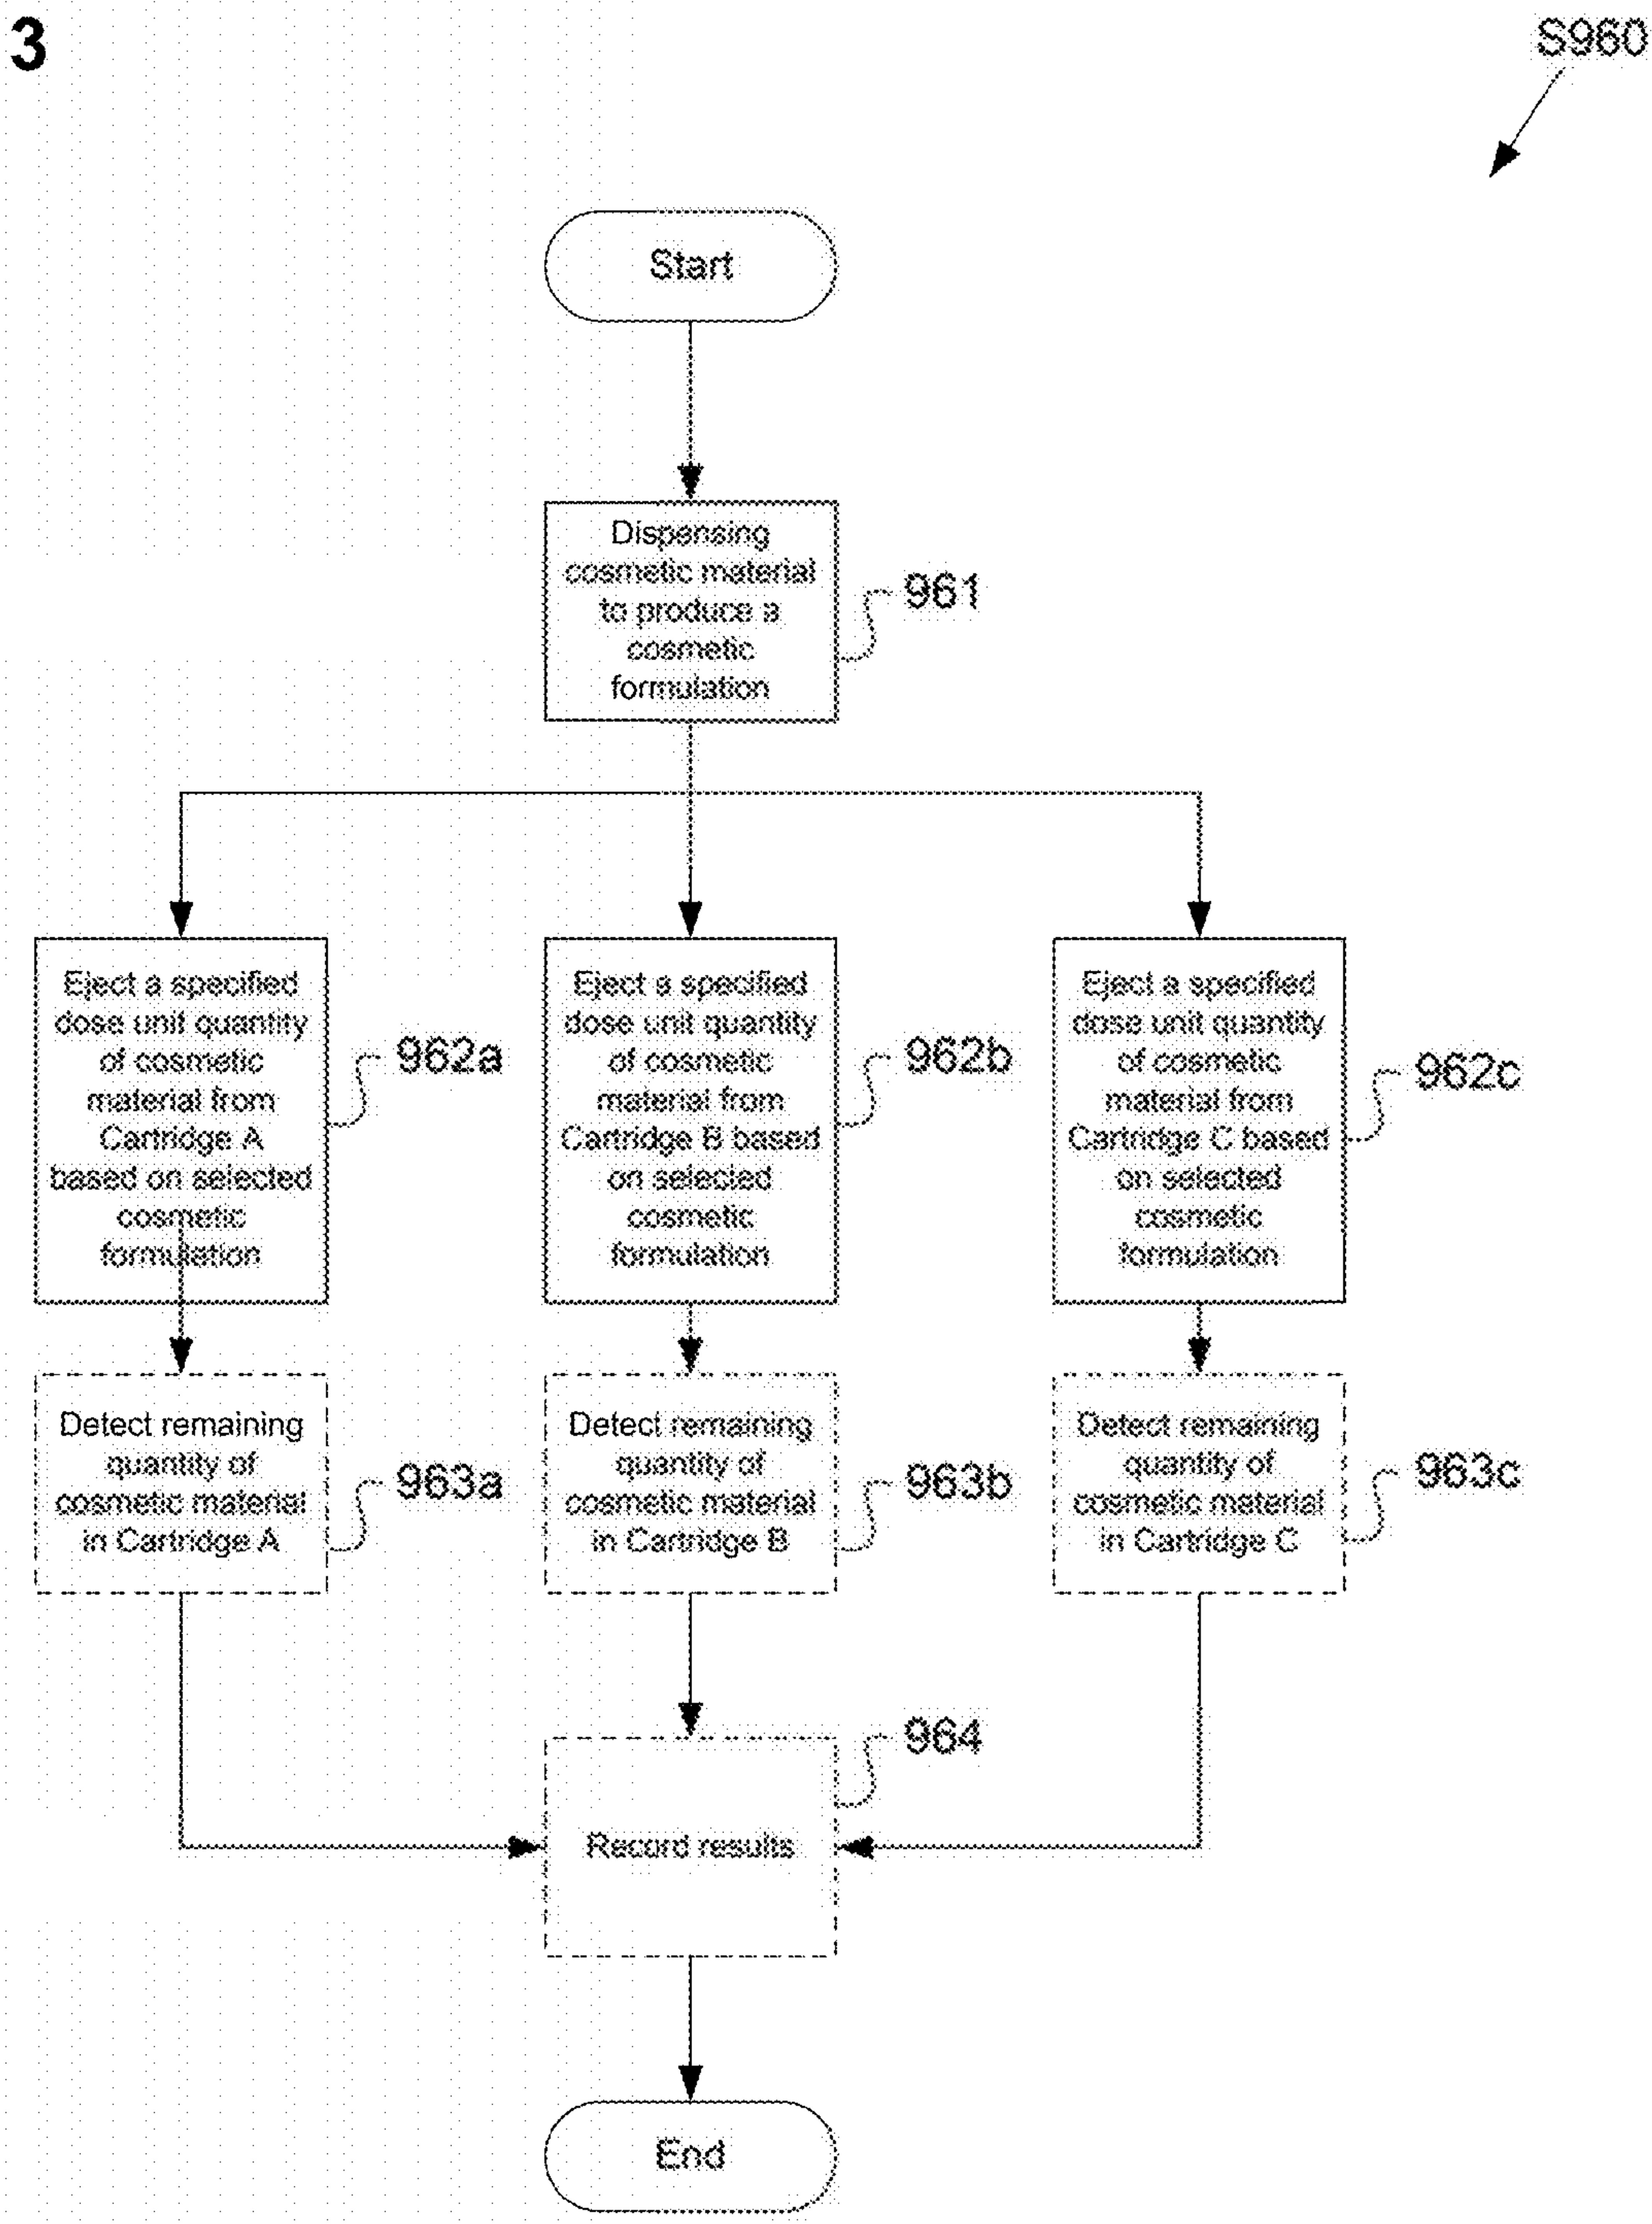 3
S960
Start
Dispensing
cosmetic material
to produce a
cosmetic
formulation
961
Eject a specified
dose unit quantity
of cosmetic
material from
Cartridge A
based on selected
cosmetic
formulation
962a
Eject a specified
dose unit quantity
of cosmetic
material from
Cartridge B based
on selected
cosmetic
formulation
962b
Eject a specified
dose unit quantity
of cosmetic
material from
Cartridge C based
on selected
cosmetic
formulation
962c
Detect remaining
quantity of
cosmetic material
in Cartridge A
963a
Detect remaining
quantity of
cosmetic material
in Cartridge B
963b
Detect remaining
quantity of
cosmetic material
in Cartridge C
963c
964
Record results
End